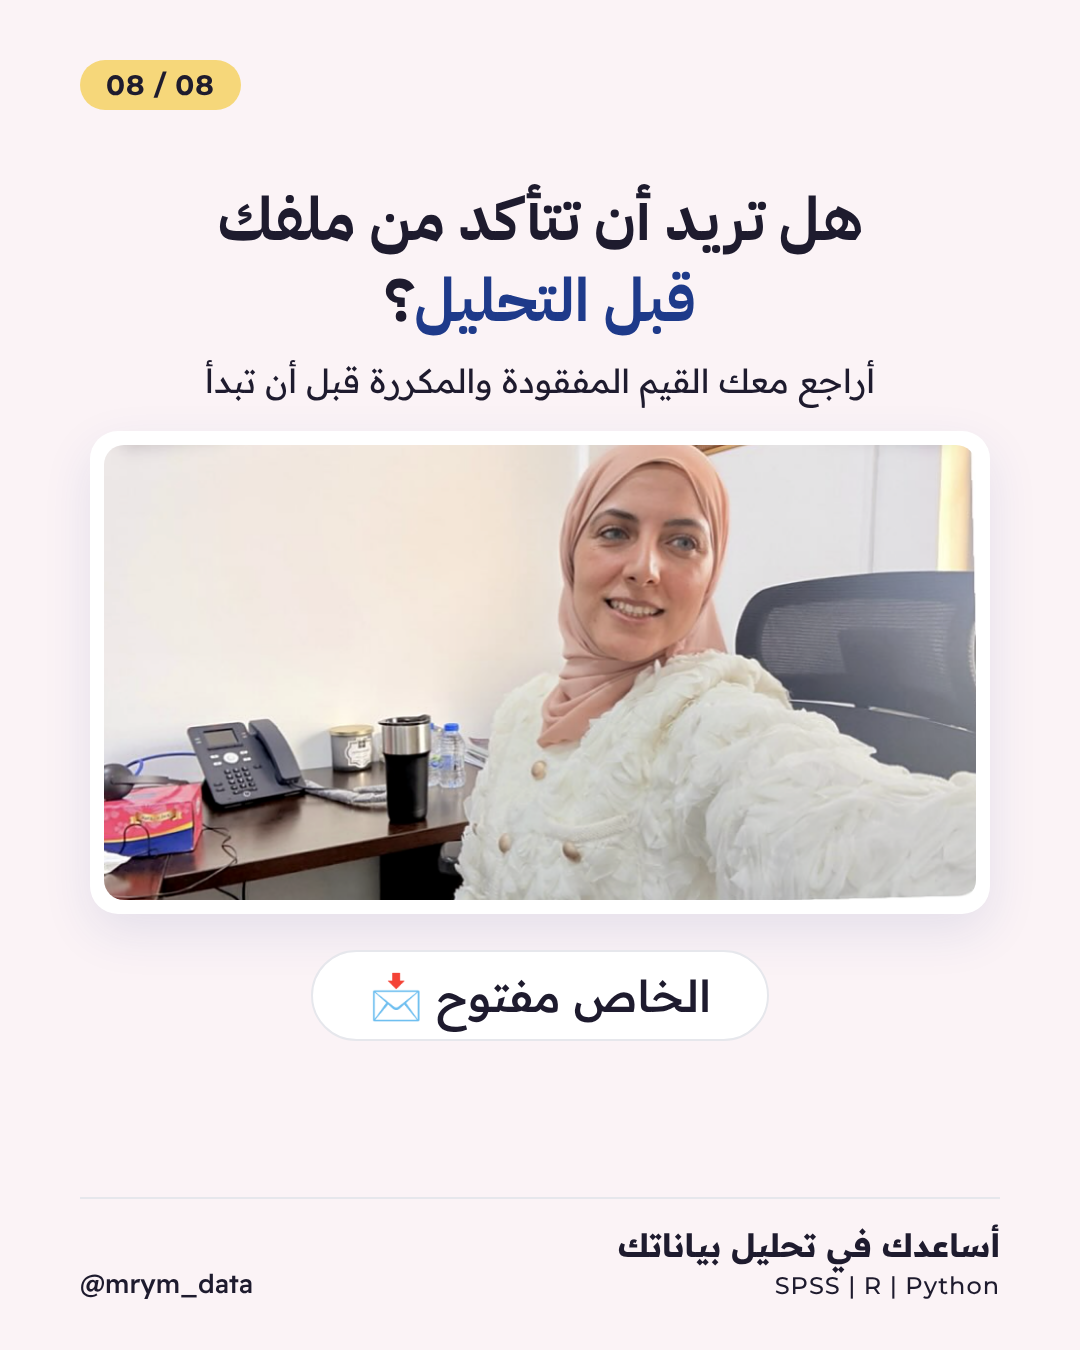 08 / 08
هل تريد أن تتأكد من ملفك
قبل التحليل؟
أراجع معك القيم المفقودة والمكررة قبل أن تبدأ
الخاص مفتوح 📩
أساعدك في تحليل بياناتك
SPSS | R | Python
@mrym_data